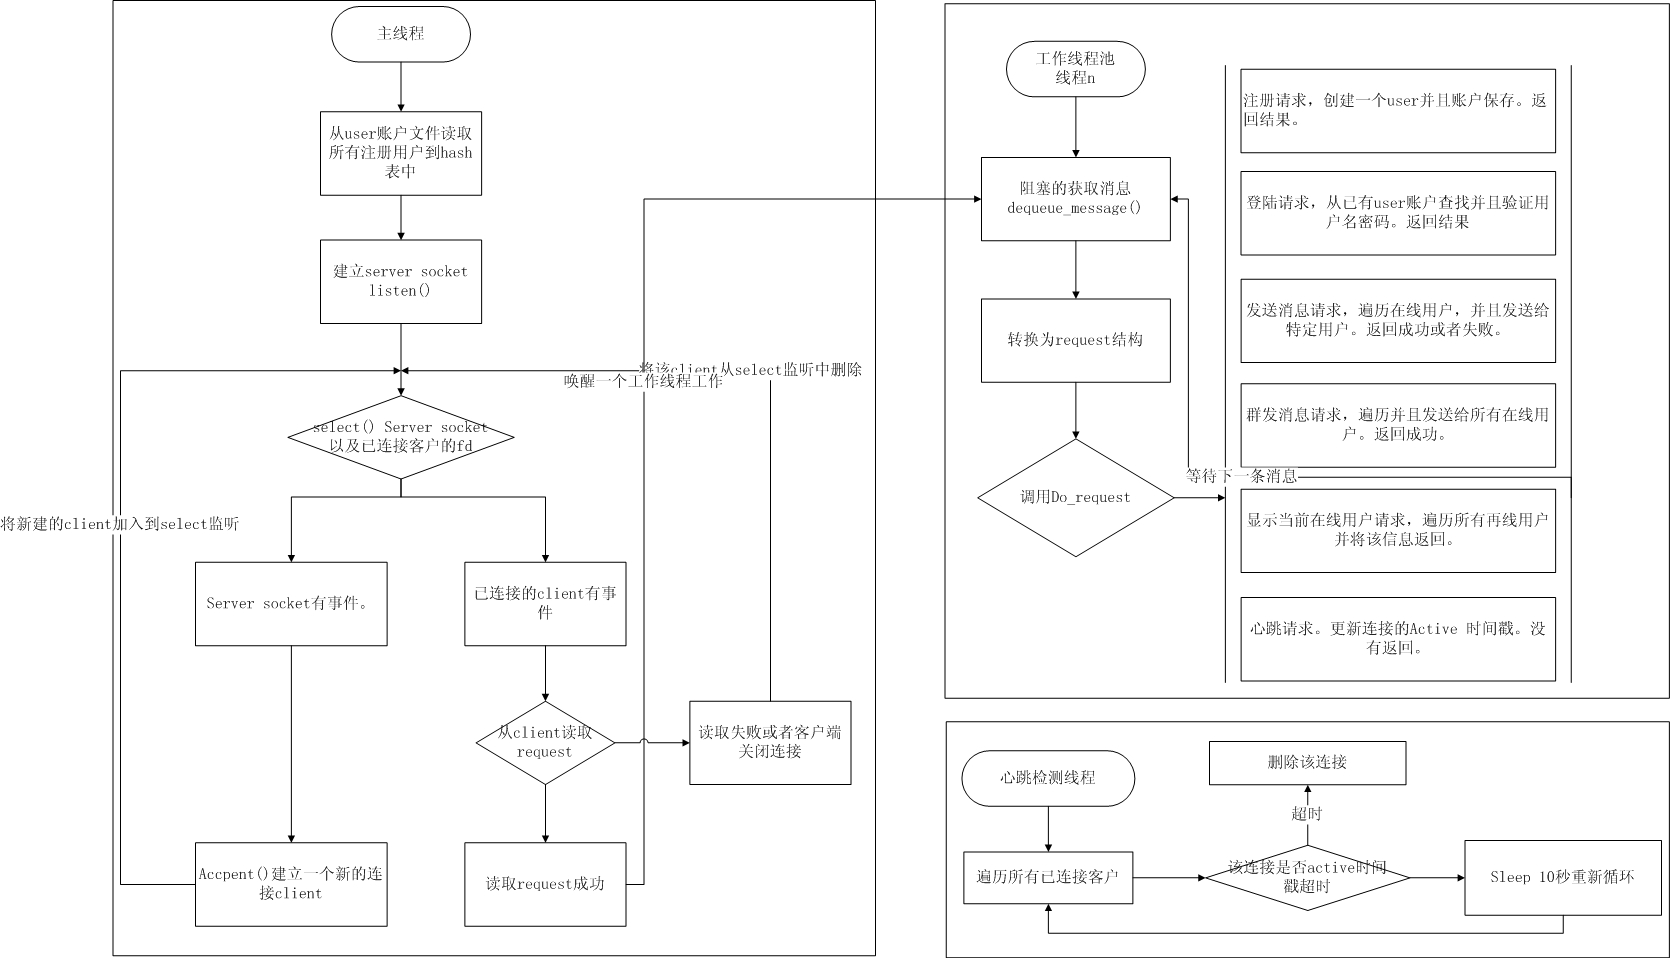 主线程
从user账户文件读取
所有注册用户到hash
表中
建立server socket
listen()
将该client从select监听中删除
唤醒一个工作线程工作
select() Server socket
以及已连接客户的fd
将新建的client加入到select监听
Server socket有事件。
已连接的client有事
件
从client读取
request
读取失败或者客户端
关闭连接
Accpent()建立一个新的连
接client
读取request成功
工作线程池
线程n
阻塞的获取消息
dequeue_message()
转换为request结构
调用Do_request
等待下一条消息
注册请求，创建一个user并且账户保存。返
回结果。
登陆请求，从已有user账户查找并且验证用
户名密码。返回结果
发送消息请求，遍历在线用户，并且发送给
特定用户。返回成功或者失败。
群发消息请求，遍历并且发送给所有在线用
户。返回成功。
显示当前在线用户请求，遍历所有再线用户
并将该信息返回。
心跳请求。更新连接的Active 时间戳。没
有返回。
心跳检测线程
遍历所有已连接客户
删除该连接
超时
该连接是否active时间
戳超时
Sleep 10秒重新循环